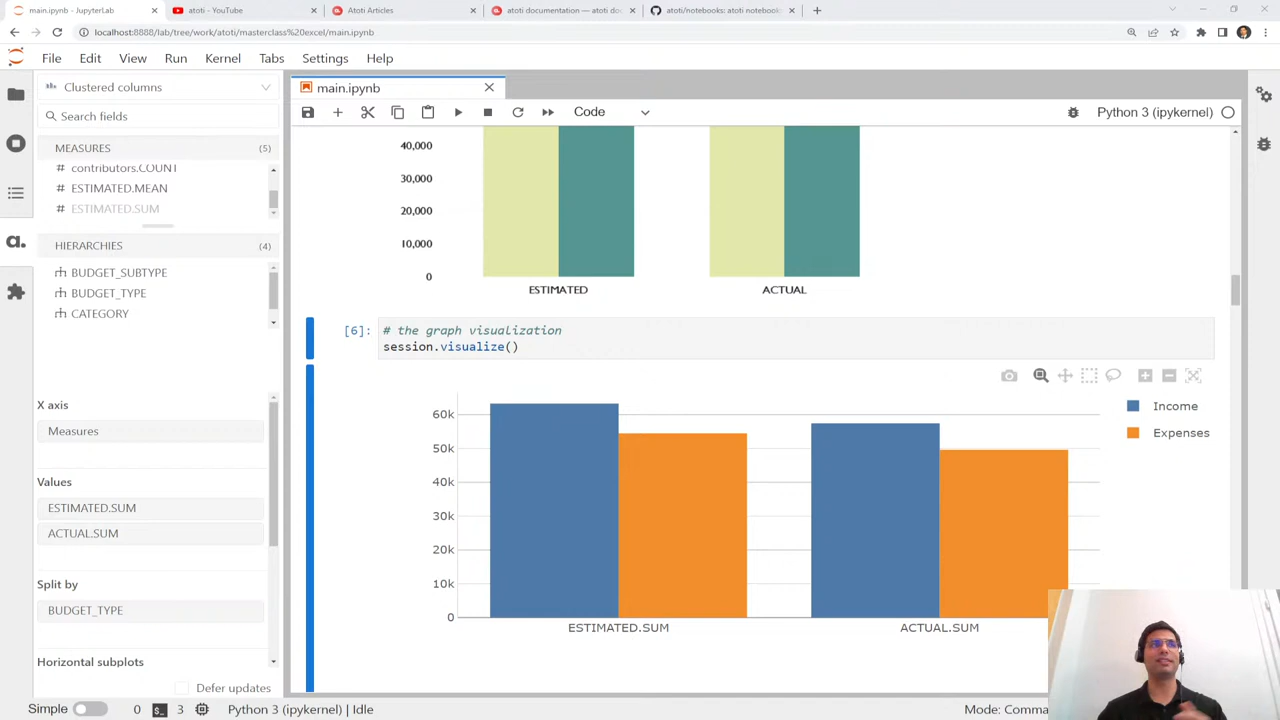 main.ipynb - JupyterLab
atoti - YouTube
Atoti Articles
atoti documentation — atoti do
atoti/notebooks: atoti notebook
localhost:8888/lab/tree/work/atoti/masterclass%20excel/main.ipynb
File Edit View Run Kernel Tabs Settings Help
Clustered columns
Search fields
MEASURES (5)
# contributors.COUNT
# ESTIMATED.MEAN
# ESTIMATED.SUM
HIERARCHIES (4)
BUDGET_SUBTYPE
BUDGET_TYPE
CATEGORY
X axis
Measures
Values
ESTIMATED.SUM
ACTUAL.SUM
Split by
BUDGET_TYPE
Horizontal subplots
Defer updates
main.ipynb
Code
Python 3 (ipykernel)
40,000
30,000
20,000
10,000
0
ESTIMATED ACTUAL
[6]: # the graph visualization
session.visualize()
60k
50k
40k
30k
20k
10k
0
ESTIMATED.SUM ACTUAL.SUM
Income
Expenses
Simple 0 3 Python 3 (ipykernel) | Idle Mode: Comma